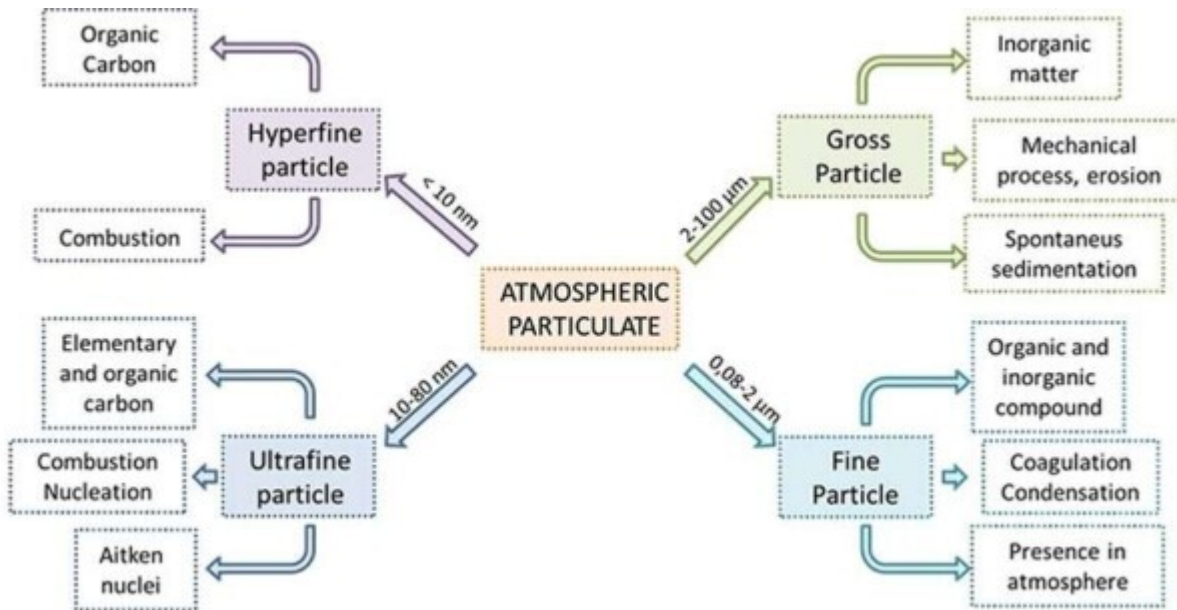 Organic
Carbon
Hyperfine
particle
Combustion
< 10 nm
Inorganic
matter
Gross
Particle
Mechanical
process, erosion
Spontaneus
sedimentation
2-100 µm
ATMOSPHERIC
PARTICULATE
Elementary
and organic
carbon
Combustion
Nucleation
Ultrafine
particle
Aitken
nuclei
10-80 nm
0,08-2 µm
Organic and
inorganic
compound
Fine
Particle
Coagulation
Condensation
Presence in
atmosphere